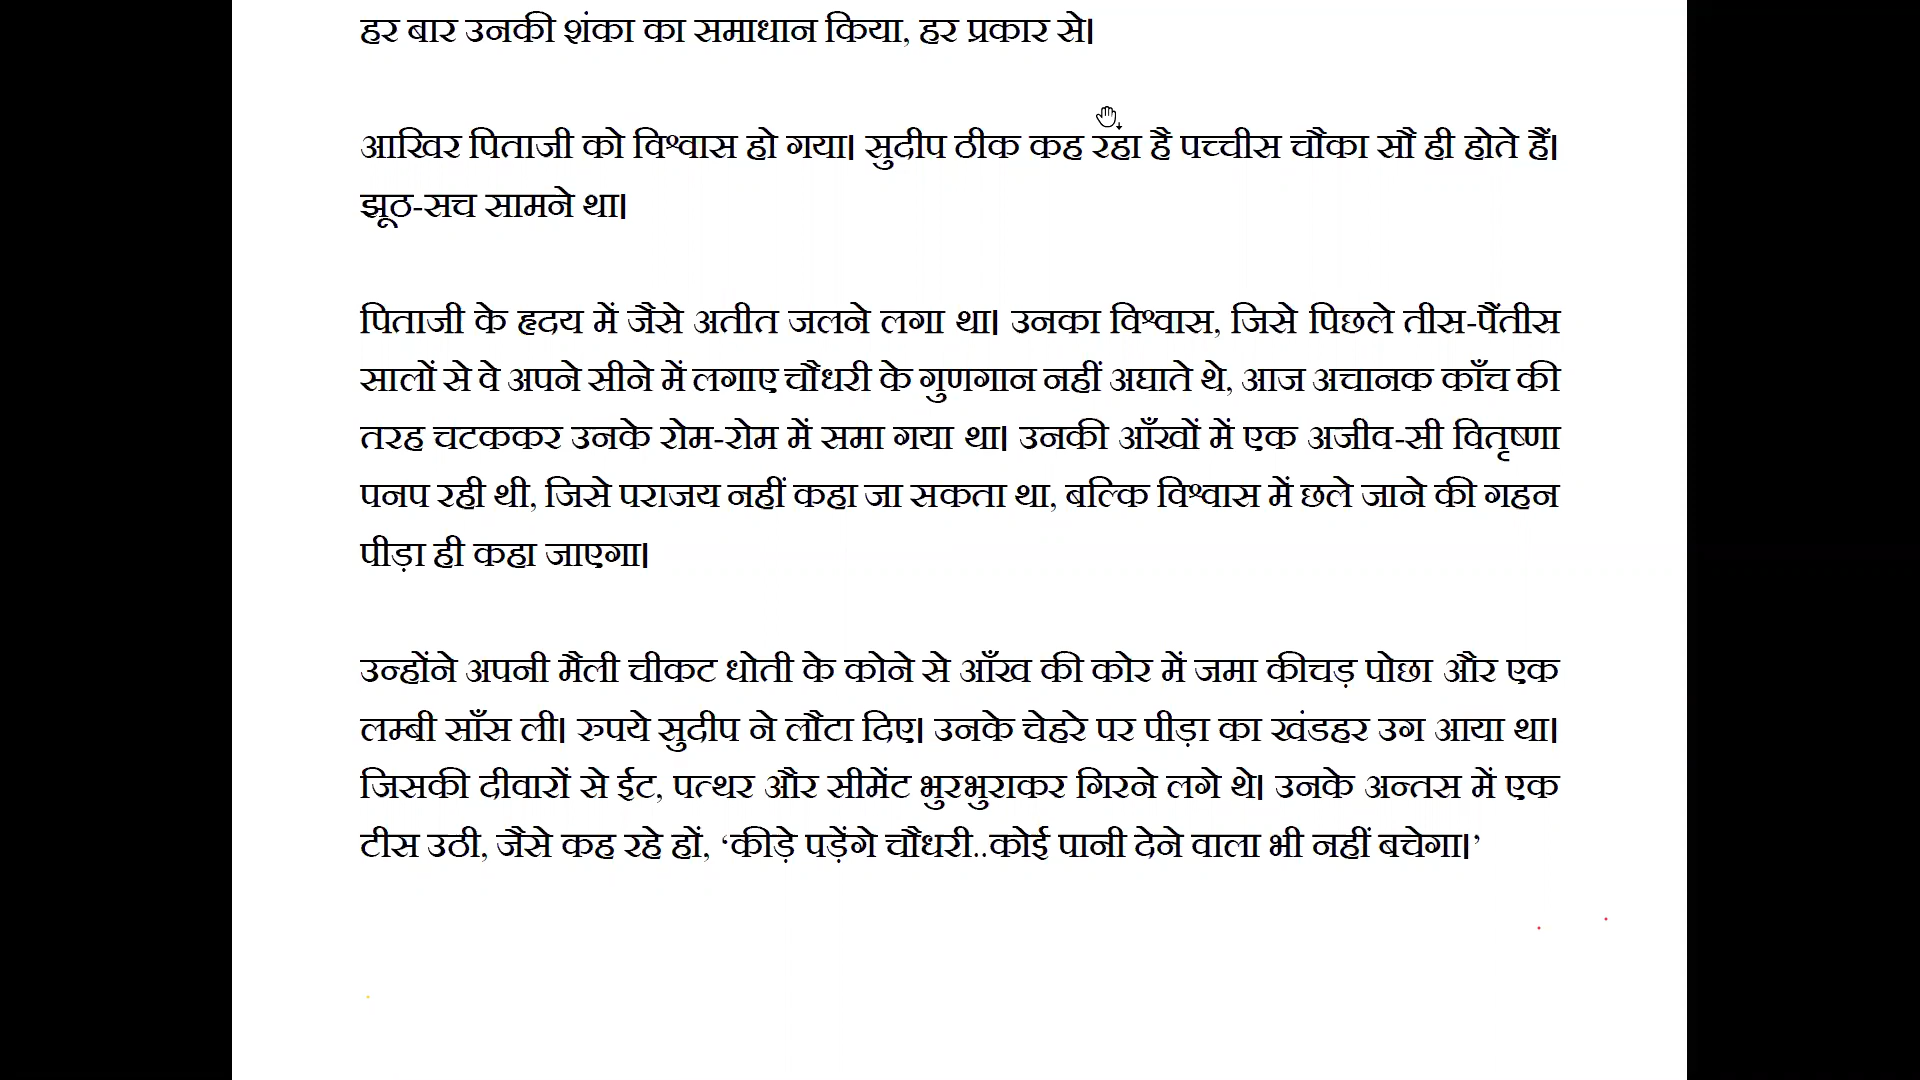 हर बार उनकी शंका का समाधान किया, हर प्रकार से।
आखिर पिताजी को विश्वास हो गया। सुदीप ठीक कह रहा है पच्चीस चौका सौ ही होते हैं।
झूठ-सच सामने था।
पिताजी के हृदय में जैसे अतीत जलने लगा था। उनका विश्वास, जिसे पिछले तीस-पैंतीस
सालों से वे अपने सीने में लगाए चौधरी के गुणगान नहीं अघाते थे, आज अचानक काँच की
तरह चटककर उनके रोम-रोम में समा गया था। उनकी आँखों में एक अजीव-सी वितृष्णा
पनप रही थी, जिसे पराजय नहीं कहा जा सकता था, बल्कि विश्वास में छले जाने की गहन
पीड़ा ही कहा जाएगा।
उन्होंने अपनी मैली चीकट धोती के कोने से आँख की कोर में जमा कीचड़ पोछा और एक
लम्बी साँस ली। रुपये सुदीप ने लौटा दिए। उनके चेहरे पर पीड़ा का खंडहर उग आया था।
जिसकी दीवारों से ईट, पत्थर और सीमेंट भुरभुराकर गिरने लगे थे। उनके अन्तस में एक
टीस उठी, जैसे कह रहे हों, ‘कीड़े पड़ेंगे चौधरी..कोई पानी देने वाला भी नहीं बचेगा।’